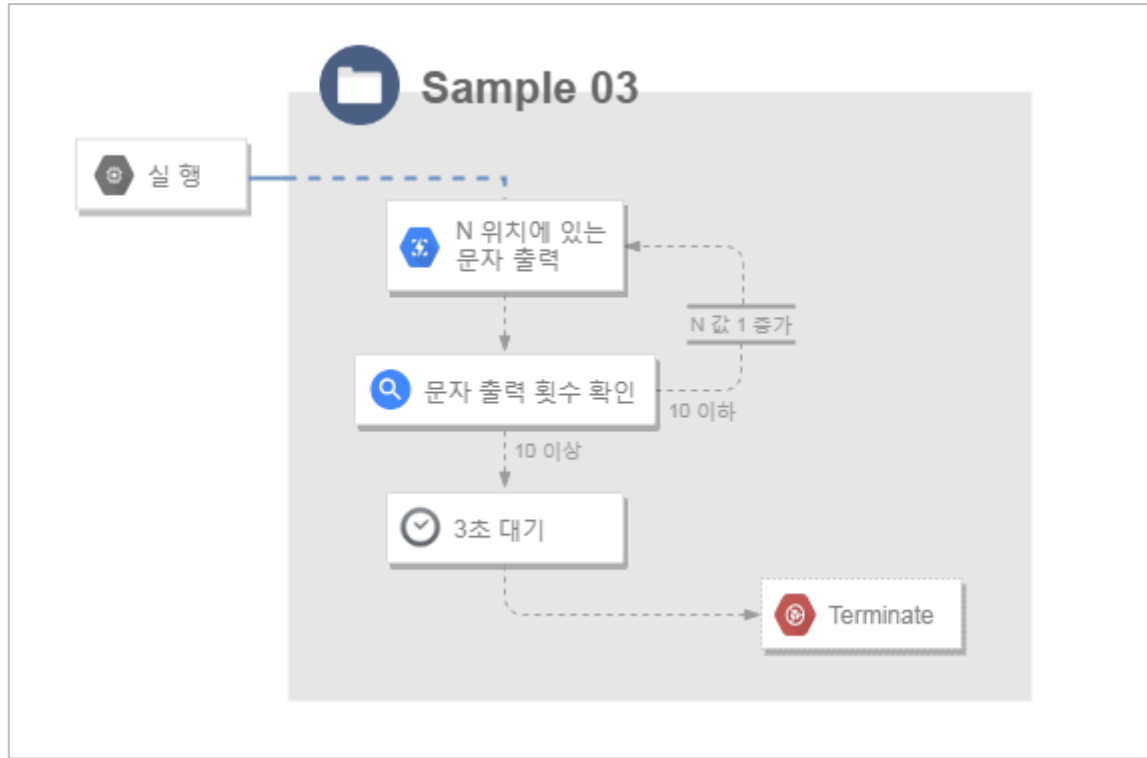 Sample 03
실 행
N 위치에 있는
문자 출력
N 값 1 증가
문자 출력 횟수 확인
10 이하
10 이상
3초 대기
Terminate